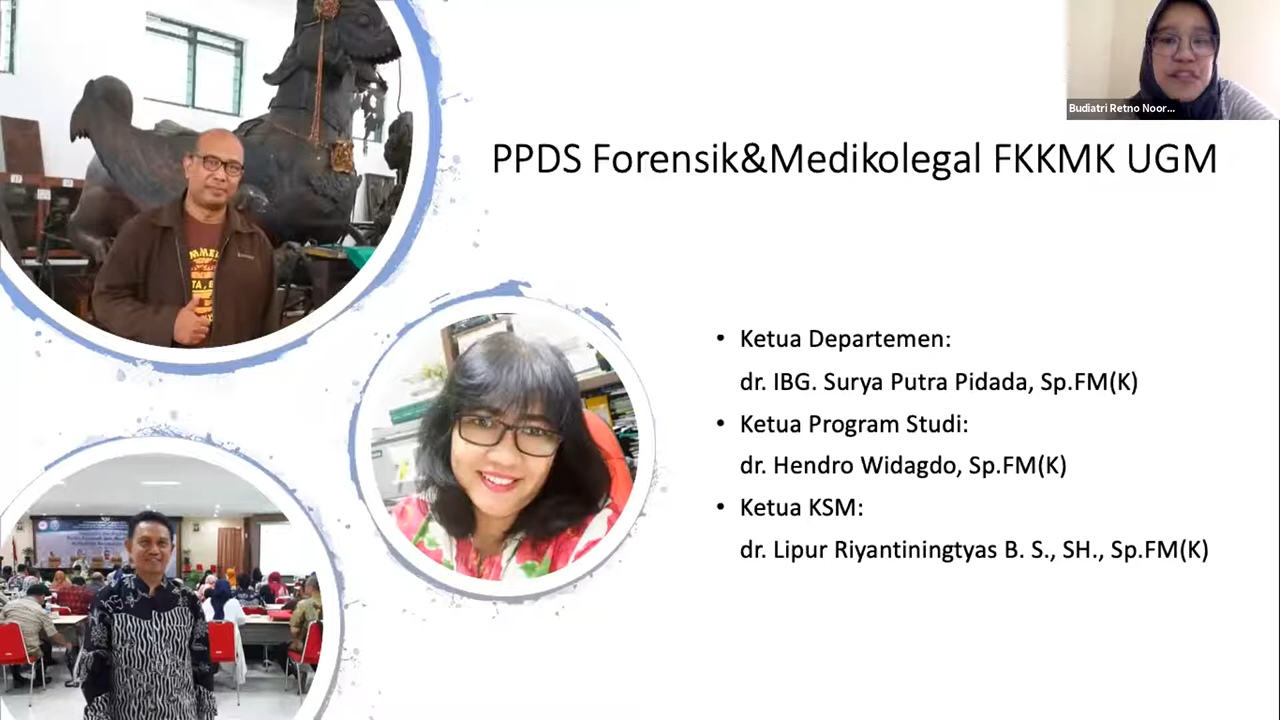 Budiatri Retno Noor...
PPDS Forensik&Medikolegal FKKMK UGM
• Ketua Departemen:
dr. IBG. Surya Putra Pidada, Sp.FM(K)
• Ketua Program Studi:
dr. Hendro Widagdo, Sp.FM(K)
• Ketua KSM:
dr. Lipur Riyantiningtyas B. S., SH., Sp.FM(K)